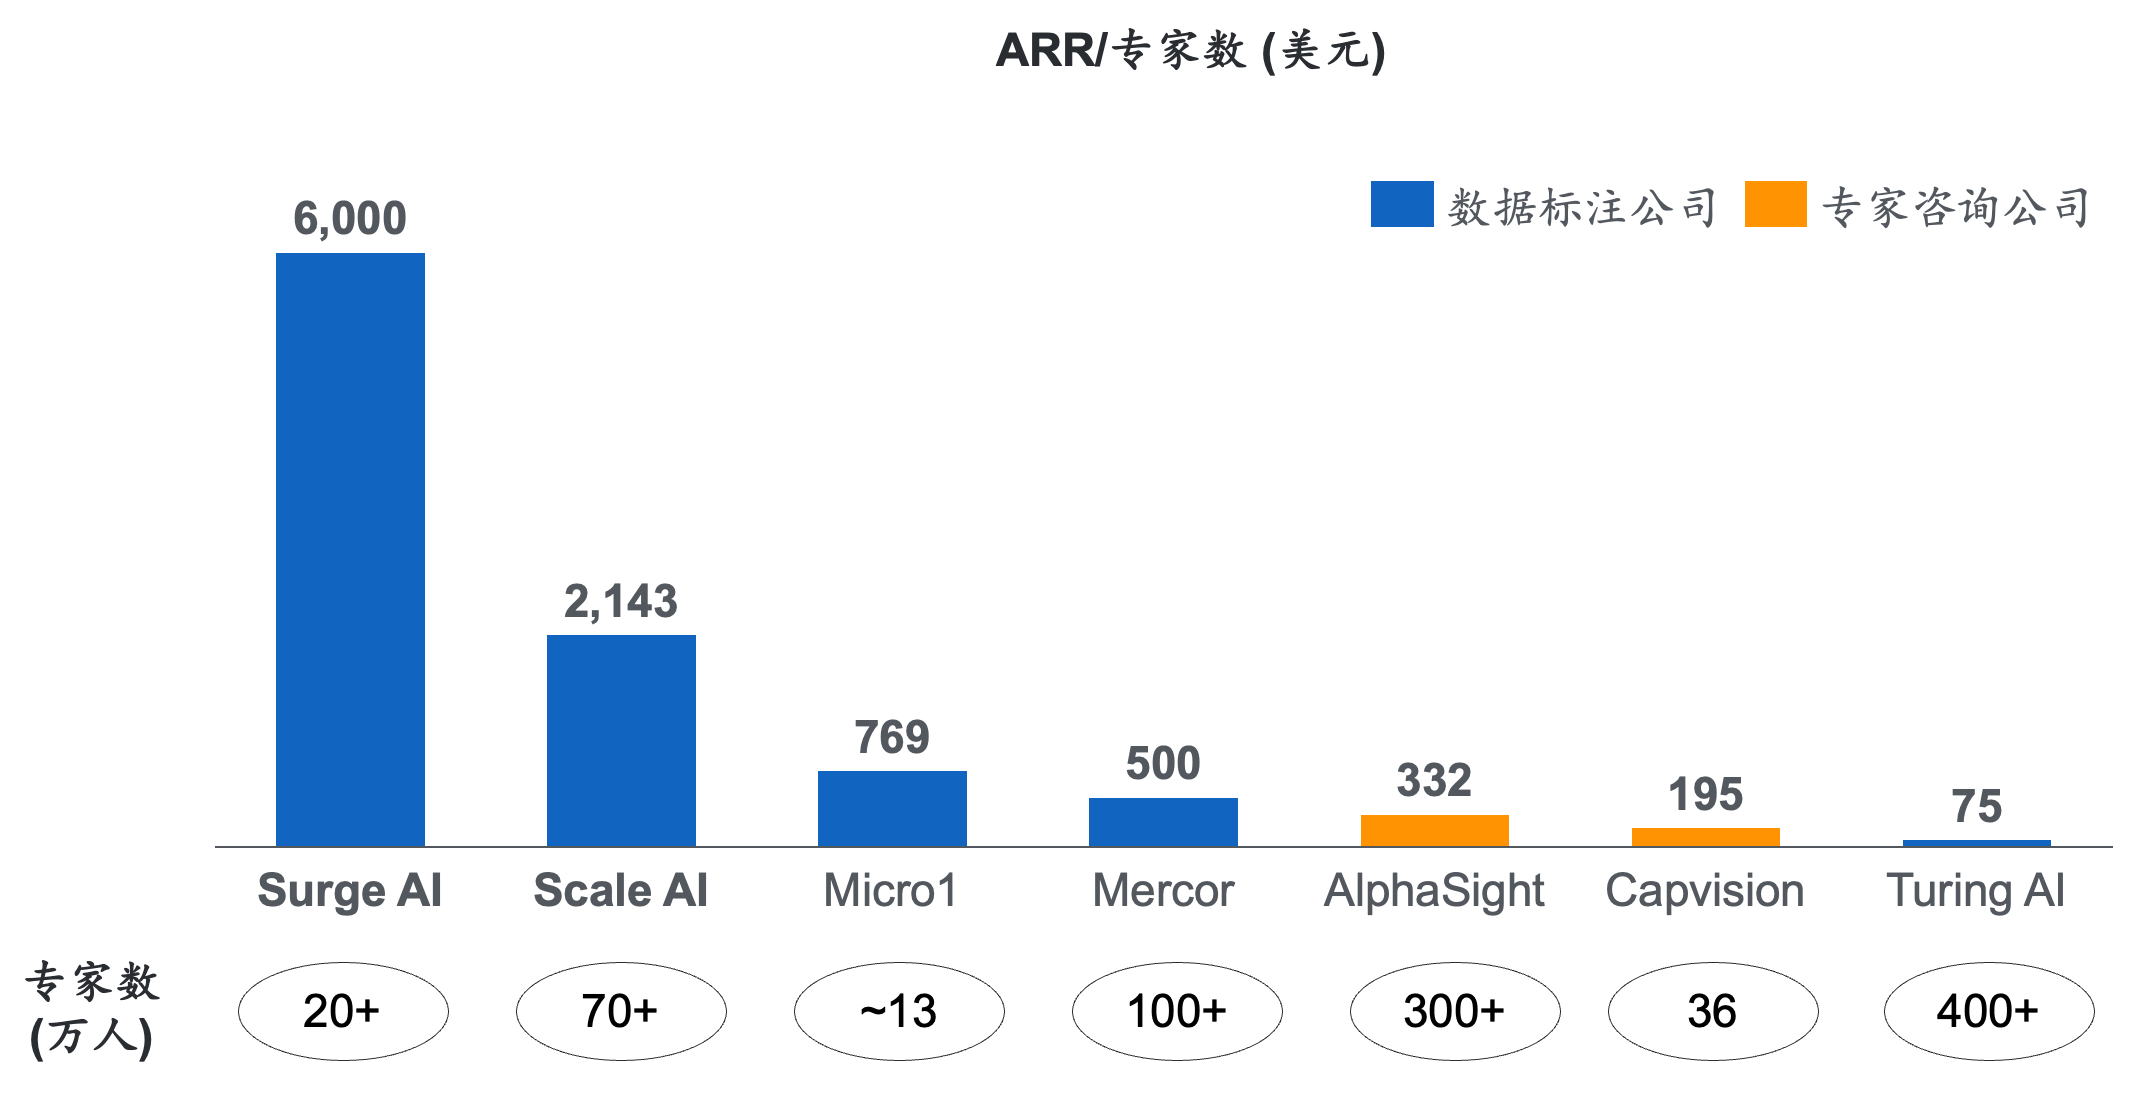 ARR/专家数 (美元)
数据标注公司 专家咨询公司
6,000
2,143
769
500
332
195
75
Surge AI Scale AI Micro1 Mercor AlphaSight Capvision Turing AI
专家数
(万人)
20+ 70+ ~13 100+ 300+ 36 400+